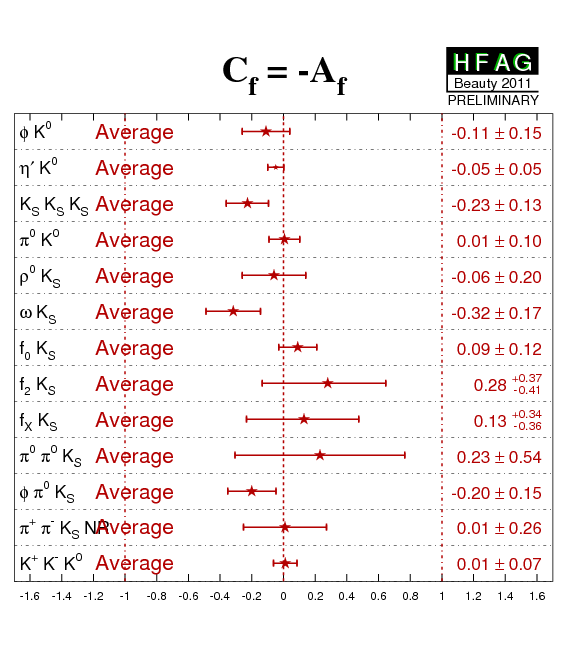 C_f = -A_f
HFAG
Beauty 2011
PRELIMINARY
ϕ K⁰ Average -0.11 ± 0.15
η′ K⁰ Average -0.05 ± 0.05
K_S K_S K_S Average -0.23 ± 0.13
π⁰ K⁰ Average 0.01 ± 0.10
ρ⁰ K_S Average -0.06 ± 0.20
ω K_S Average -0.32 ± 0.17
f₀ K_S Average 0.09 ± 0.12
f₂ K_S Average 0.28 +0.37 -0.41
f_X K_S Average 0.13 +0.34 -0.36
π⁰ π⁰ K_S Average 0.23 ± 0.54
ϕ π⁰ K_S Average -0.20 ± 0.15
π⁺ π⁻ K_S NR Average 0.01 ± 0.26
K⁺ K⁻ K⁰ Average 0.01 ± 0.07
-1.6 -1.4 -1.2 -1 -0.8 -0.6 -0.4 -0.2 0 0.2 0.4 0.6 0.8 1 1.2 1.4 1.6